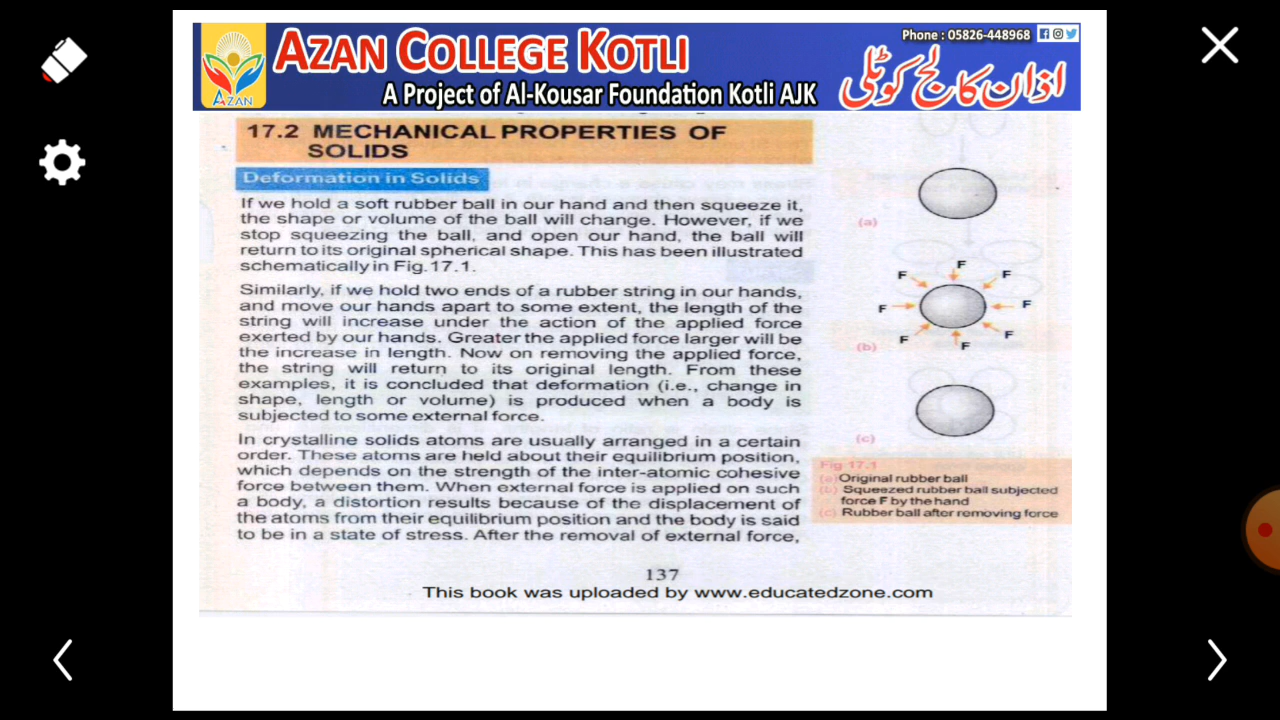 Phone : 05826-448968
AZAN COLLEGE KOTLI
AZAN
A Project of Al-Kousar Foundation Kotli AJK
اذان کالج کوٹلی
17.2 MECHANICAL PROPERTIES OF
SOLIDS
Deformation in Solids
If we hold a soft rubber ball in our hand and then squeeze it,
the shape or volume of the ball will change. However, if we
stop squeezing the ball, and open our hand, the ball will
return to its original spherical shape. This has been illustrated
schematically in Fig.17.1.
Similarly, if we hold two ends of a rubber string in our hands,
and move our hands apart to some extent, the length of the
string will increase under the action of the applied force
exerted by our hands. Greater the applied force larger will be
the increase in length. Now on removing the applied force,
the string will return to its original length. From these
examples, it is concluded that deformation (i.e., change in
shape, length or volume) is produced when a body is
subjected to some external force.
In crystalline solids atoms are usually arranged in a certain
order. These atoms are held about their equilibrium position,
which depends on the strength of the inter-atomic cohesive
force between them. When external force is applied on such
a body, a distortion results because of the displacement of
the atoms from their equilibrium position and the body is said
to be in a state of stress. After the removal of external force,
(a)
F
F
F
F
F
F
F
F
(b)
(c)
Fig 17.1
(a) Original rubber ball
(b) Squeezed rubber ball subjected
force F by the hand
(c) Rubber ball after removing force
137
This book was uploaded by www.educatedzone.com